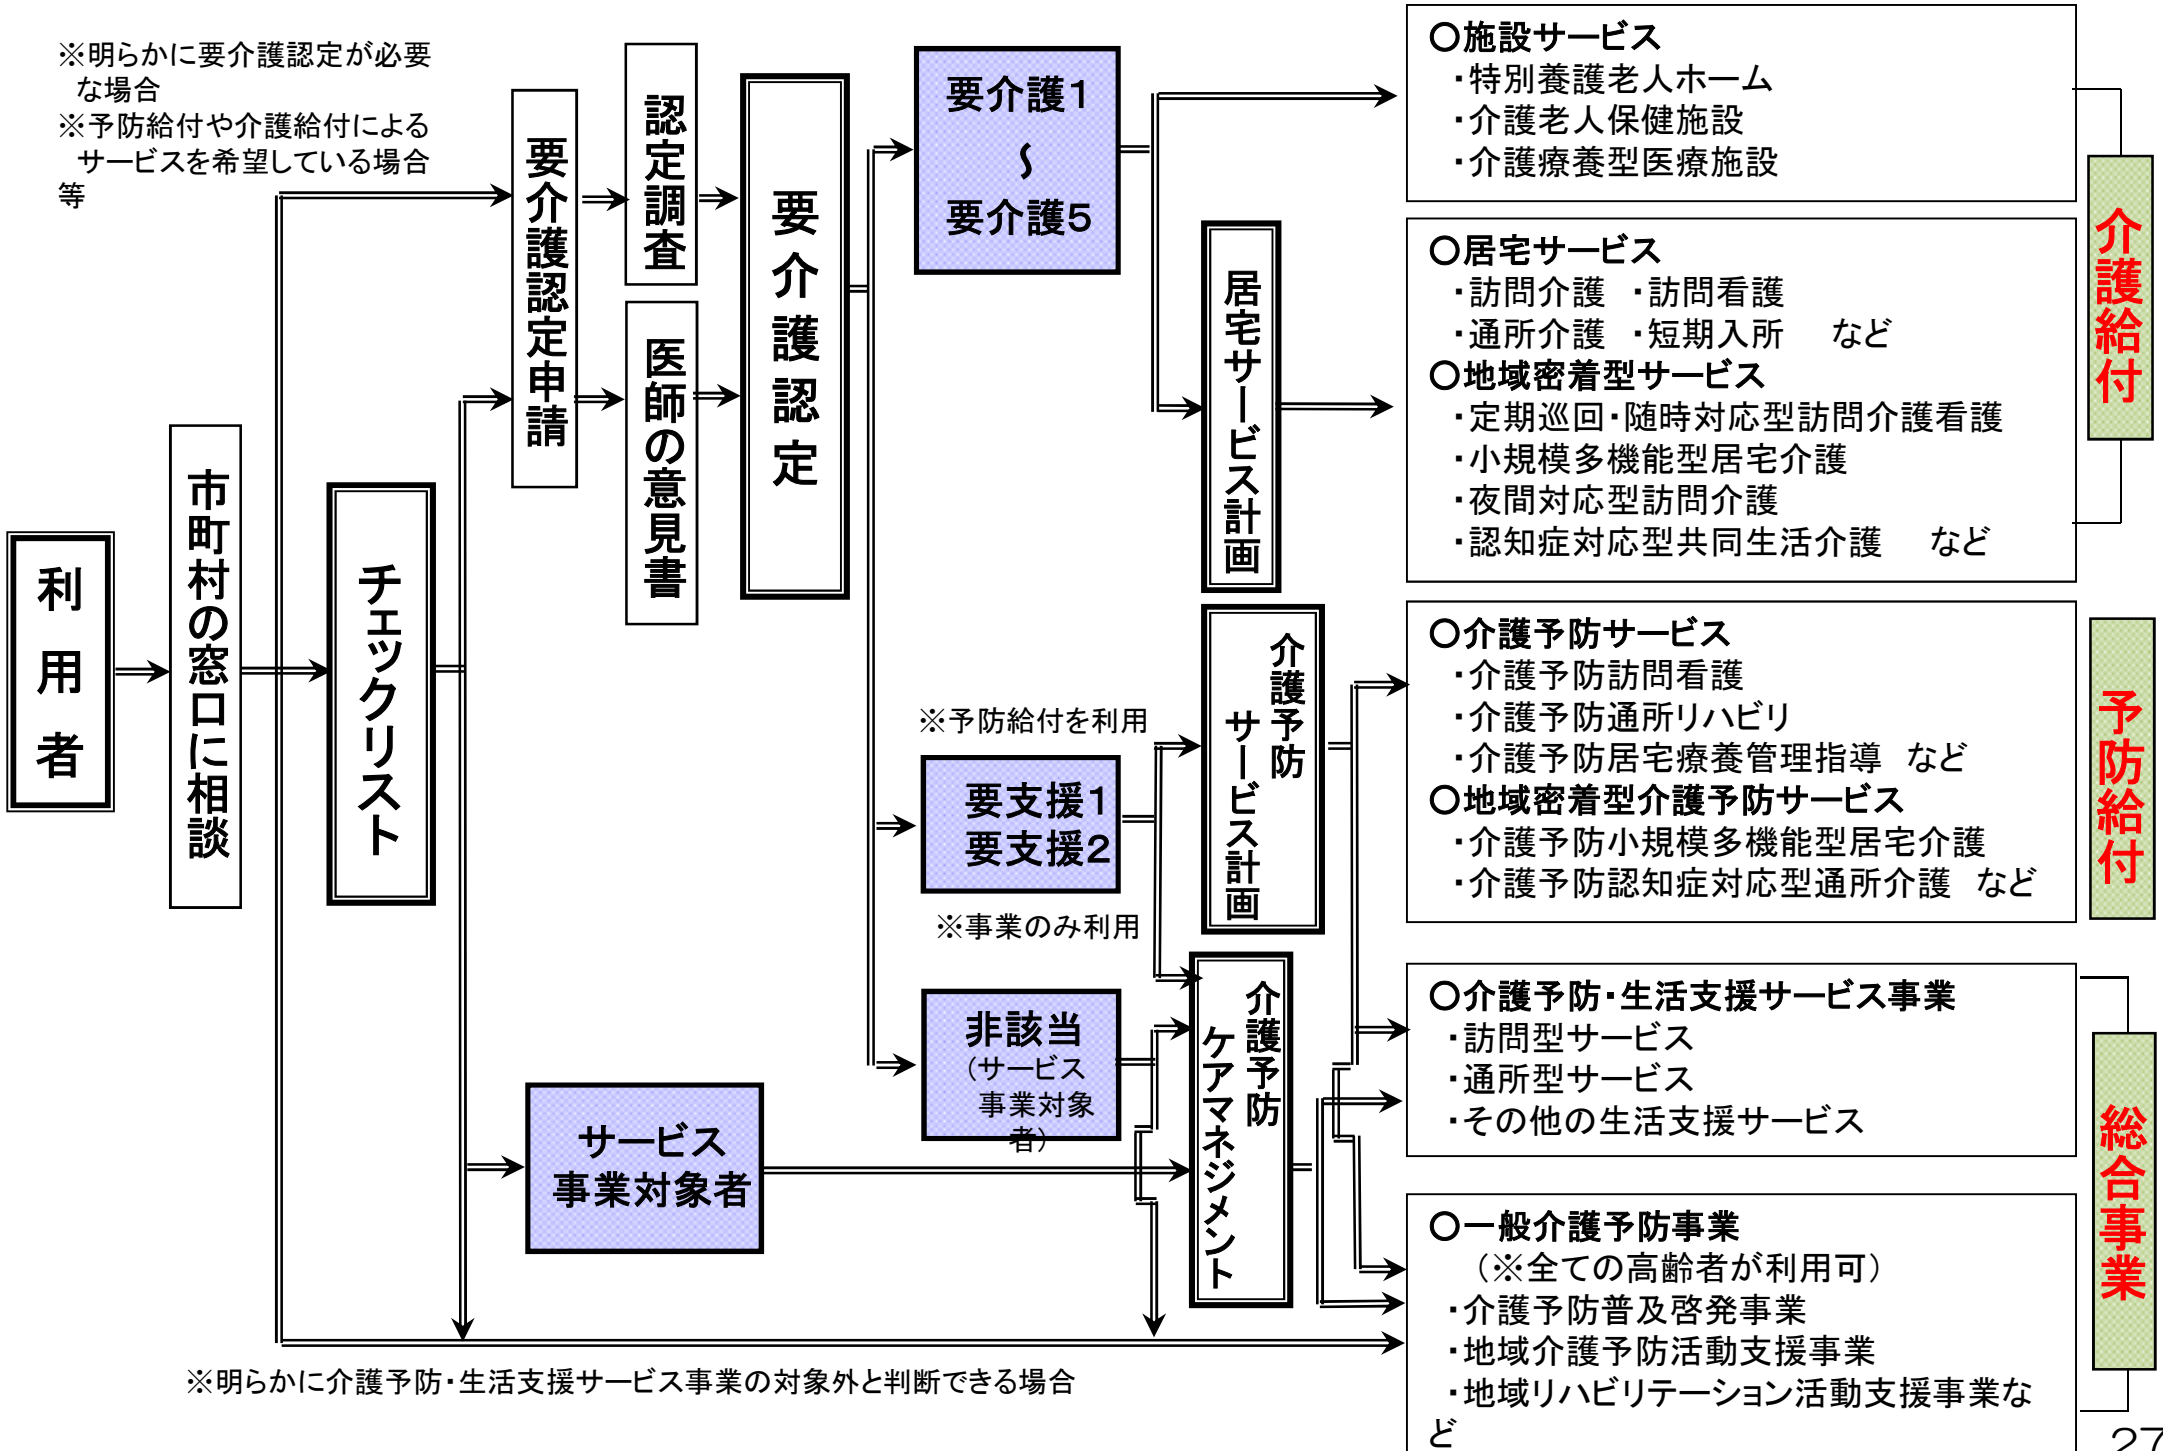 ※明らかに要介護認定が必要
な場合
※予防給付や介護給付による
サービスを希望している場合
等
利用者
市町村の窓口に相談
チェックリスト
要介護認定申請
認定調査
医師の意見書
要介護認定
要介護1
～
要介護5
※予防給付を利用
要支援1
要支援2
※事業のみ利用
非該当
（サービス
事業対象
者）
サービス
事業対象者
居宅サービス計画
介護予防
サービス計画
介護予防
ケアマネジメント
○施設サービス
・特別養護老人ホーム
・介護老人保健施設
・介護療養型医療施設
○居宅サービス
・訪問介護　・訪問看護
・通所介護　・短期入所　など
○地域密着型サービス
・定期巡回・随時対応型訪問介護看護
・小規模多機能型居宅介護
・夜間対応型訪問介護
・認知症対応型共同生活介護　など
介護給付
○介護予防サービス
・介護予防訪問看護
・介護予防通所リハビリ
・介護予防居宅療養管理指導　など
○地域密着型介護予防サービス
・介護予防小規模多機能型居宅介護
・介護予防認知症対応型通所介護　など
予防給付
○介護予防・生活支援サービス事業
・訪問型サービス
・通所型サービス
・その他の生活支援サービス
○一般介護予防事業
（※全ての高齢者が利用可）
・介護予防普及啓発事業
・地域介護予防活動支援事業
・地域リハビリテーション活動支援事業な
ど
総合事業
※明らかに介護予防・生活支援サービス事業の対象外と判断できる場合
27